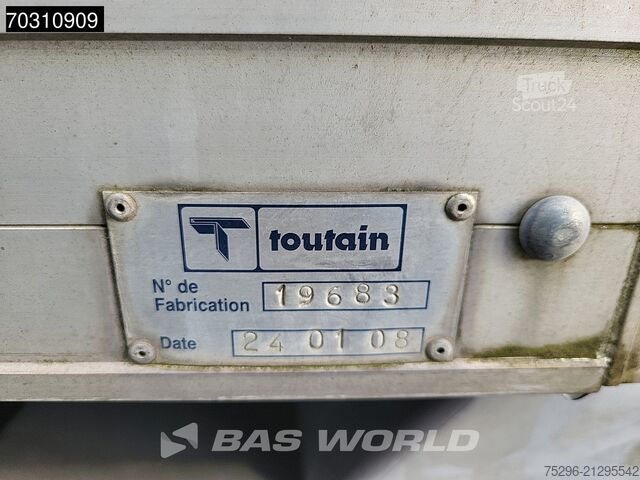 70310909
Truck
Scout24
T toutain
N° de
Fabrication 19683
Date 24 01 08
BAS WORLD
75296-21295542